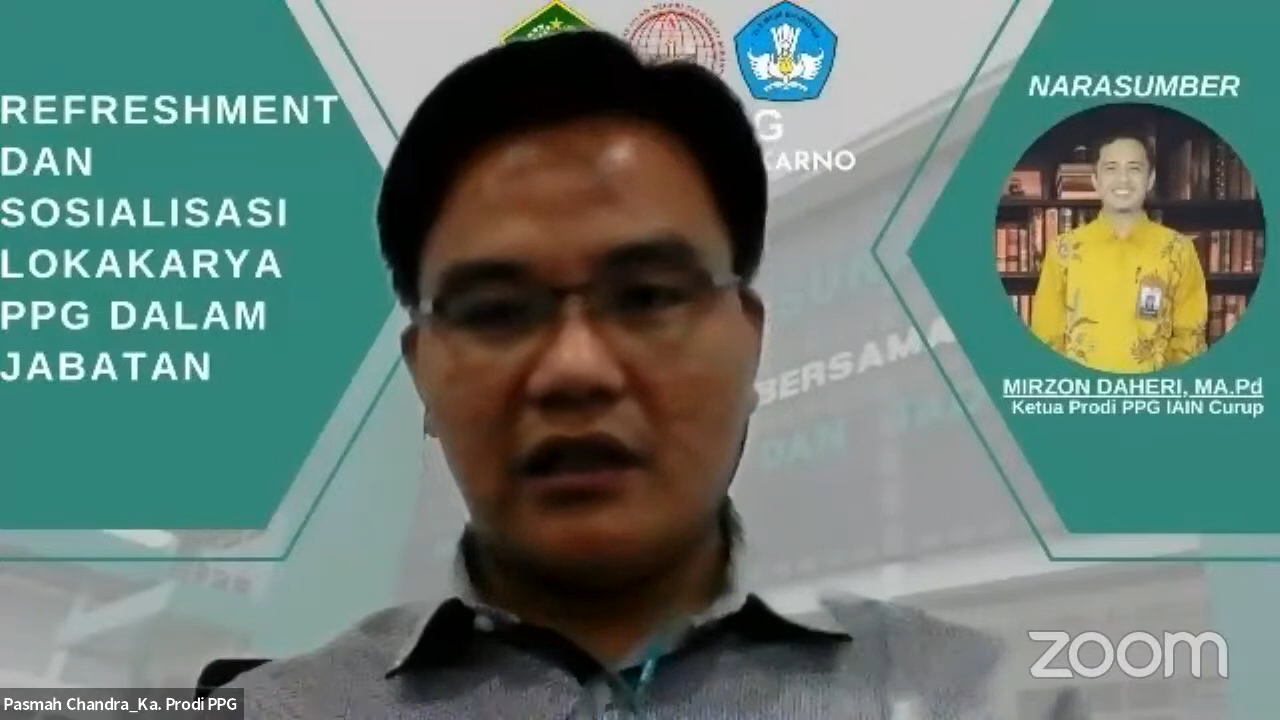 REFRESHMENT
DAN
SOSIALISASI
LOKAKARYA
PPG DALAM
JABATAN
G
KARNO
BERSAMA
DAN
NARASUMBER
MIRZON DAHERI, MA.Pd
Ketua Prodi PPG IAIN Curup
zoom
Pasmah Chandra_Ka. Prodi PPG